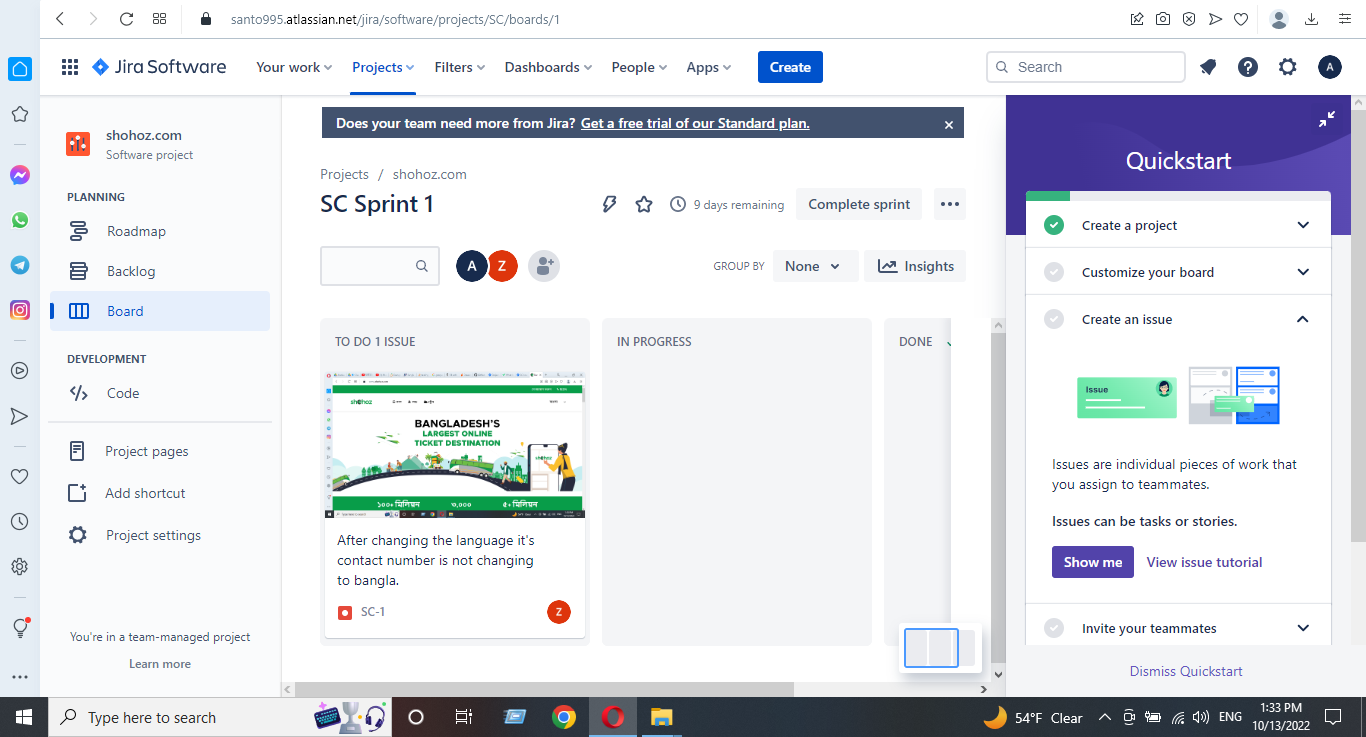 santo995.atlassian.net/jira/software/projects/SC/boards/1
Jira Software
Your work
Projects
Filters
Dashboards
People
Apps
Create
Search
A
shohoz.com
Software project
PLANNING
Roadmap
Backlog
Board
DEVELOPMENT
Code
Project pages
Add shortcut
Project settings
You're in a team-managed project
Learn more
Does your team need more from Jira? Get a free trial of our Standard plan.
Projects / shohoz.com
SC Sprint 1
9 days remaining
Complete sprint
A
Z
GROUP BY
None
Insights
TO DO 1 ISSUE
IN PROGRESS
DONE
shohoz
BANGLADESH'S
LARGEST ONLINE
TICKET DESTINATION
shohoz
After changing the language it's
contact number is not changing
to bangla.
SC-1
Z
Quickstart
Create a project
Customize your board
Create an issue
Issue
Issues are individual pieces of work that
you assign to teammates.
Issues can be tasks or stories.
Show me
View issue tutorial
Invite your teammates
Dismiss Quickstart
Type here to search
54°F Clear
ENG
1:33 PM
10/13/2022